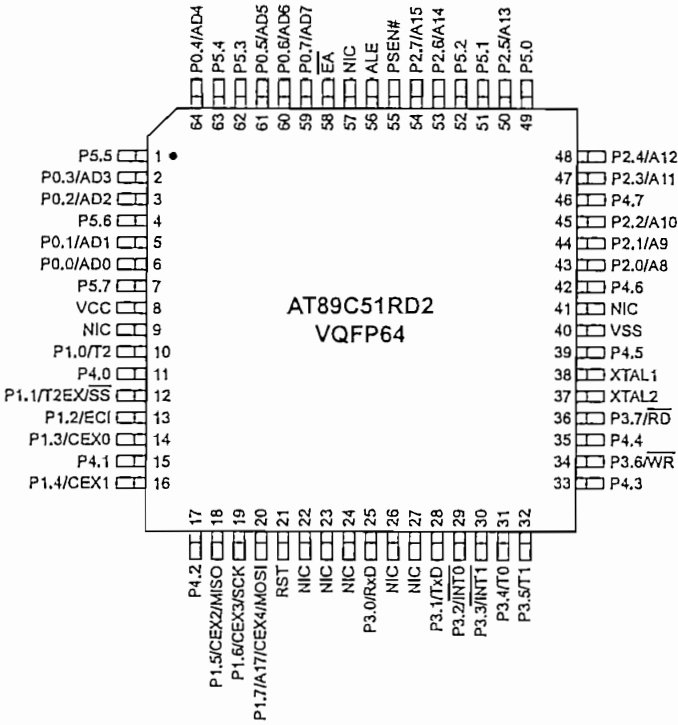 P0.4/AD4
P5.4
P5.3
P0.5/AD5
P0.6/AD6
P0.7/AD7
EA
NIC
ALE
PSEN#
P2.7/A15
P2.6/A14
P5.2
P5.1
P2.5/A13
P5.0
64
63
62
61
60
59
58
57
56
55
54
53
52
51
50
49
P5.5 1
P0.3/AD3 2
P0.2/AD2 3
P5.6 4
P0.1/AD1 5
P0.0/AD0 6
P5.7 7
VCC 8
NIC 9
P1.0/T2 10
P4.0 11
P1.1/T2EX/SS 12
P1.2/ECI 13
P1.3/CEX0 14
P4.1 15
P1.4/CEX1 16
AT89C51RD2
VQFP64
48 P2.4/A12
47 P2.3/A11
46 P4.7
45 P2.2/A10
44 P2.1/A9
43 P2.0/A8
42 P4.6
41 NIC
40 VSS
39 P4.5
38 XTAL1
37 XTAL2
36 P3.7/RD
35 P4.4
34 P3.6/WR
33 P4.3
17
18
19
20
21
22
23
24
25
26
27
28
29
30
31
32
P4.2
P1.5/CEX2/MISO
P1.6/CEX3/SCK
P1.7/A17/CEX4/MOSI
RST
NIC
NIC
NIC
P3.0/RxD
NIC
NIC
P3.1/TxD
P3.2/INT0
P3.3/INT1
P3.4/T0
P3.5/T1